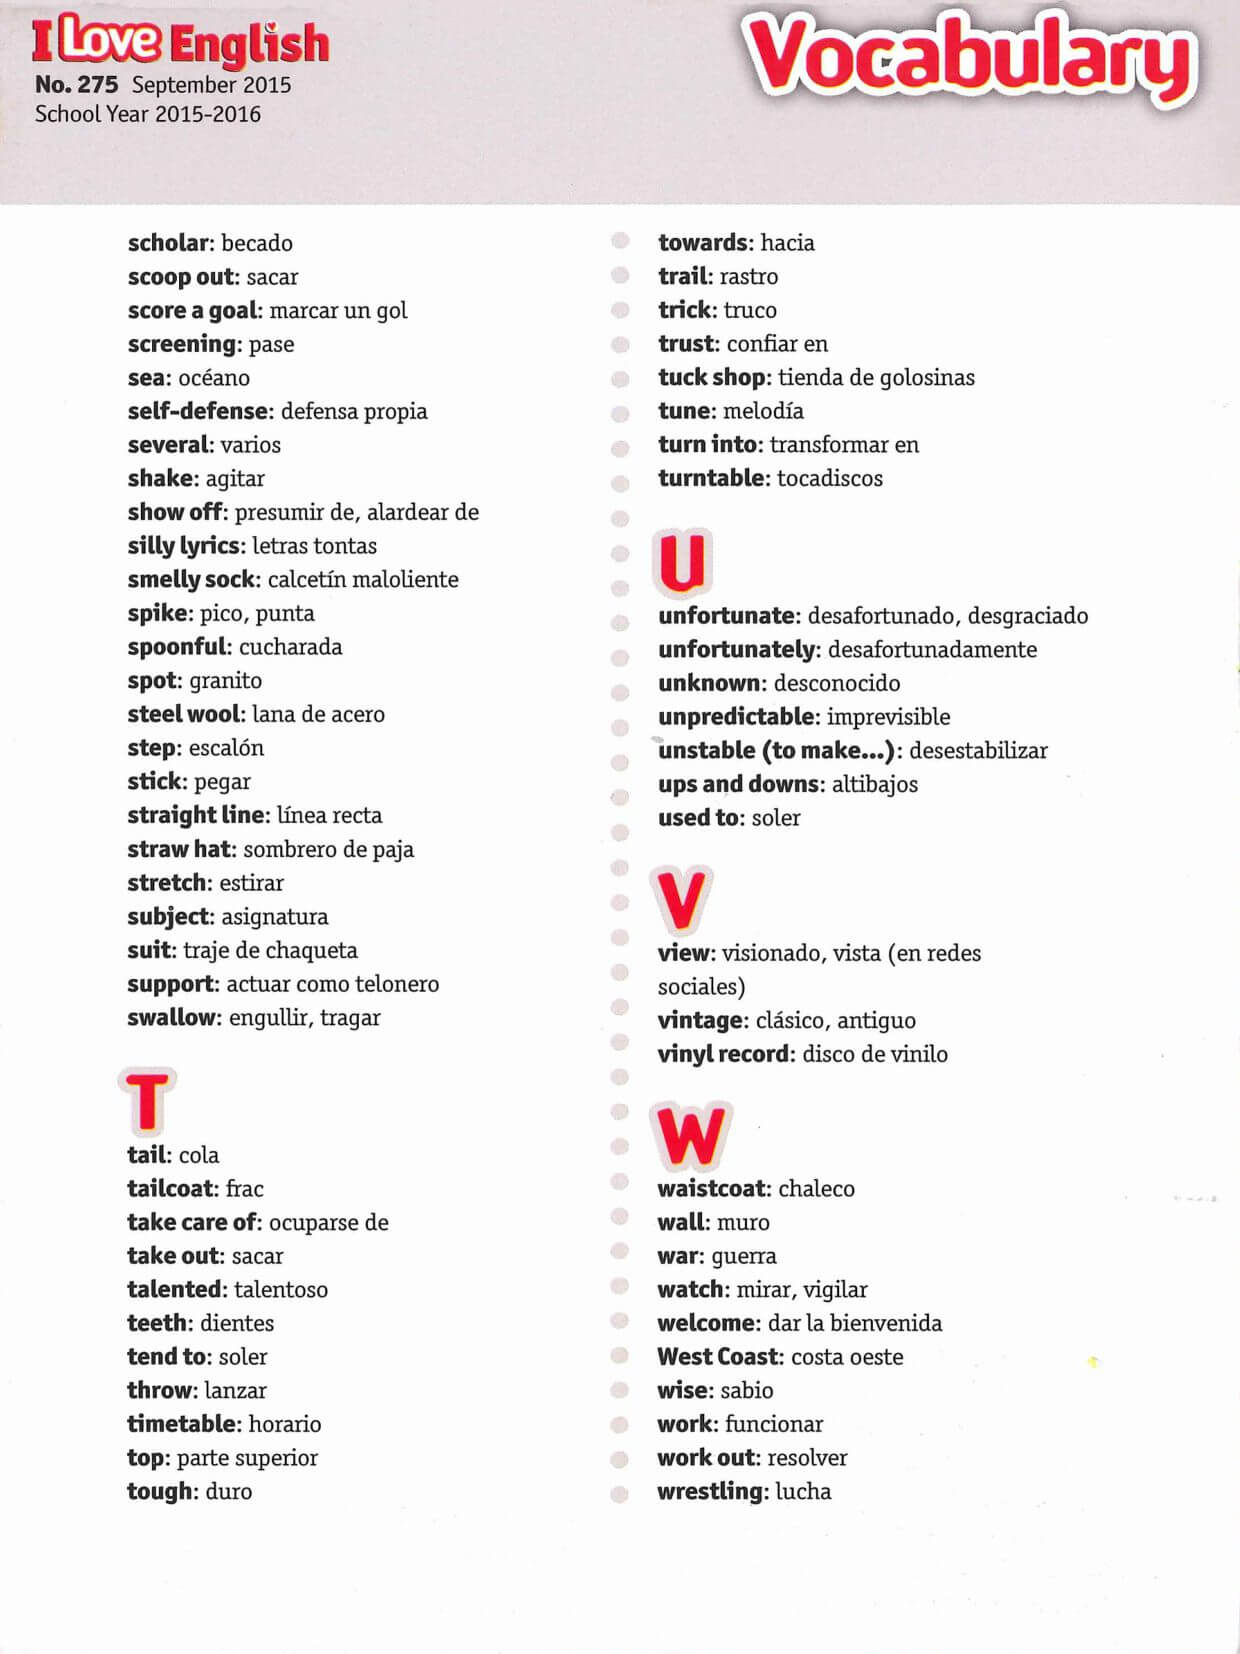 I Love English
No. 275 September 2015
School Year 2015-2016
Vocabulary
scholar: becado
scoop out: sacar
score a goal: marcar un gol
screening: pase
sea: océano
self-defense: defensa propia
several: varios
shake: agitar
show off: presumir de, alardear de
silly lyrics: letras tontas
smelly sock: calcetín maloliente
spike: pico, punta
spoonful: cucharada
spot: granito
steel wool: lana de acero
step: escalón
stick: pegar
straight line: línea recta
straw hat: sombrero de paja
stretch: estirar
subject: asignatura
suit: traje de chaqueta
support: actuar como telonero
swallow: engullir, tragar
T
tail: cola
tailcoat: frac
take care of: ocuparse de
take out: sacar
talented: talentoso
teeth: dientes
tend to: soler
throw: lanzar
timetable: horario
top: parte superior
tough: duro
towards: hacia
trail: rastro
trick: truco
trust: confiar en
tuck shop: tienda de golosinas
tune: melodía
turn into: transformar en
turntable: tocadiscos
U
unfortunate: desafortunado, desgraciado
unfortunately: desafortunadamente
unknown: desconocido
unpredictable: imprevisible
unstable (to make...): desestabilizar
ups and downs: altibajos
used to: soler
V
view: visionado, vista (en redes
sociales)
vintage: clásico, antiguo
vinyl record: disco de vinilo
W
waistcoat: chaleco
wall: muro
war: guerra
watch: mirar, vigilar
welcome: dar la bienvenida
West Coast: costa oeste
wise: sabio
work: funcionar
work out: resolver
wrestling: lucha